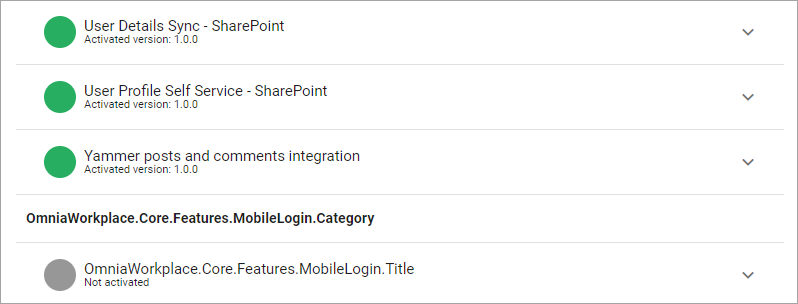 User Details Sync - SharePoint
Activated version: 1.0.0
User Profile Self Service - SharePoint
Activated version: 1.0.0
Yammer posts and comments integration
Activated version: 1.0.0
OmniaWorkplace.Core.Features.MobileLogin.Category
OmniaWorkplace.Core.Features.MobileLogin.Title
Not activated